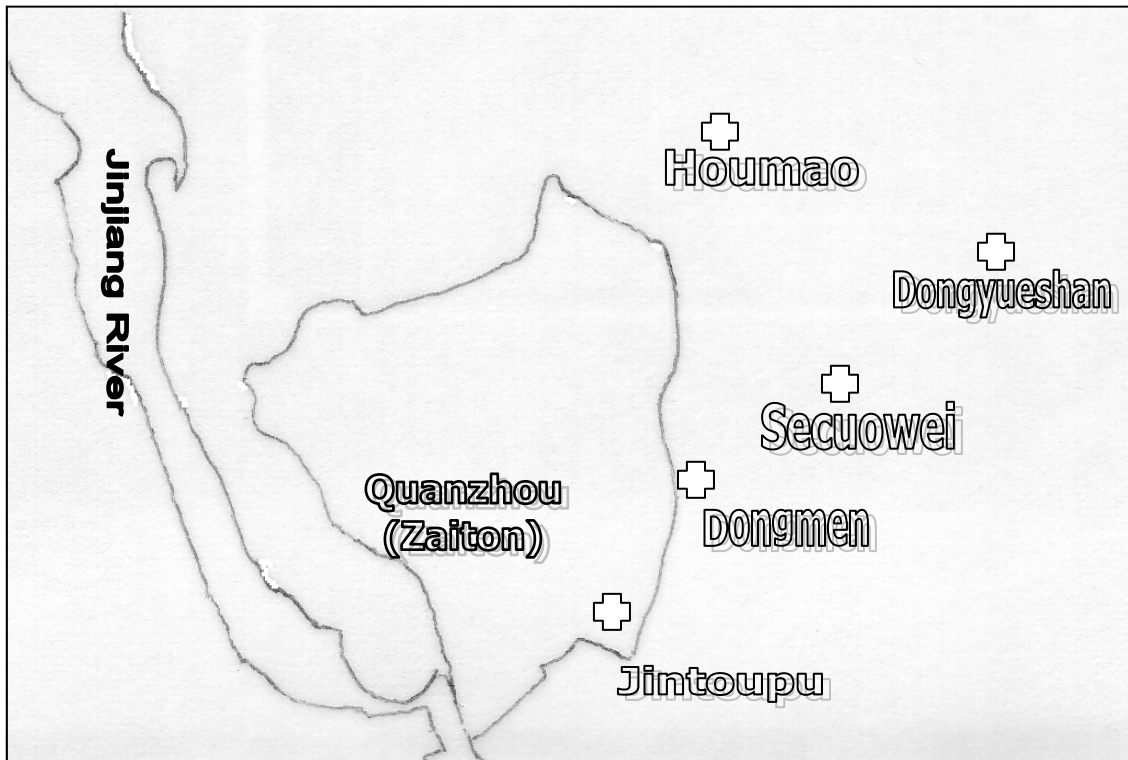 Jinjiang River
Houmao
Dongyueshan
Secuowei
Quanzhou
(Zaiton)
Dongmen
Jintoupu